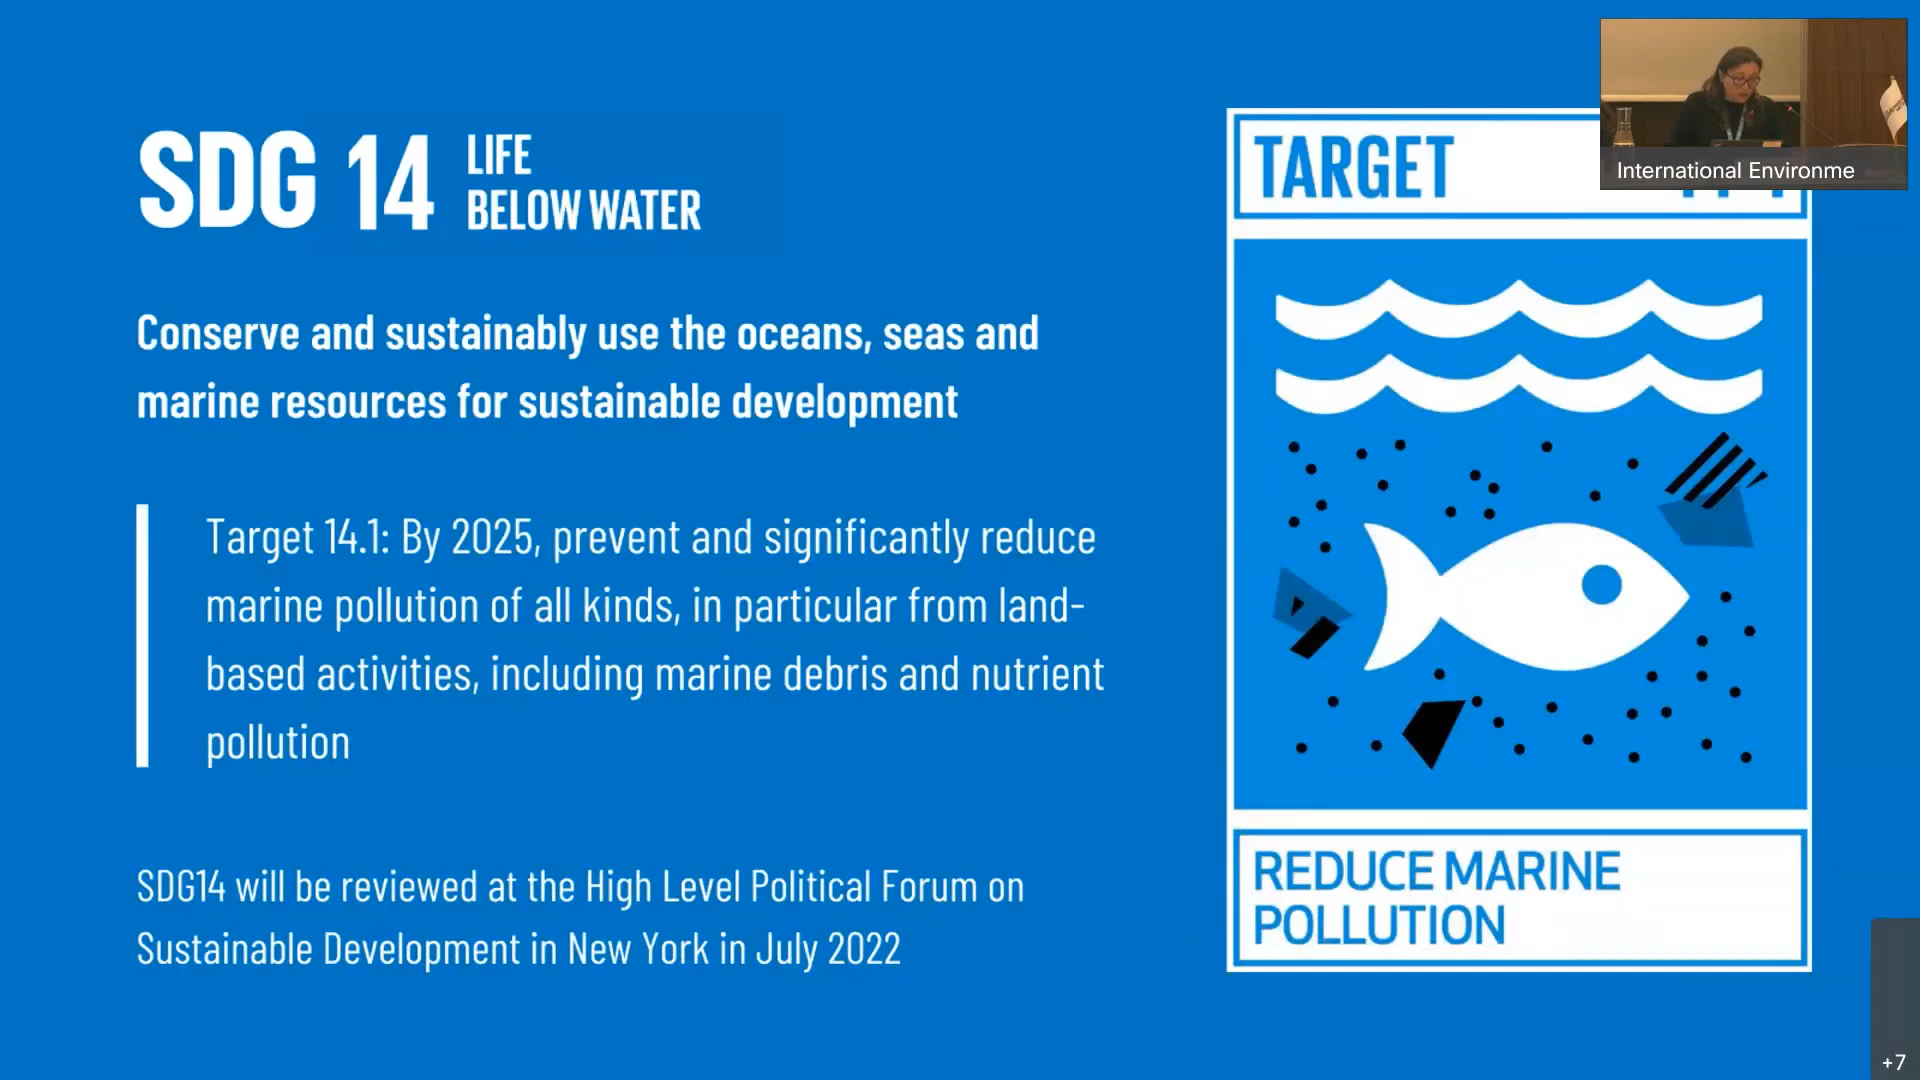 SDG 14
LIFE
BELOW WATER
Conserve and sustainably use the oceans, seas and
marine resources for sustainable development
Target 14.1: By 2025, prevent and significantly reduce
marine pollution of all kinds, in particular from land-
based activities, including marine debris and nutrient
pollution
SDG14 will be reviewed at the High Level Political Forum on
Sustainable Development in New York in July 2022
TARGET
REDUCE MARINE
POLLUTION
International Environme
+7